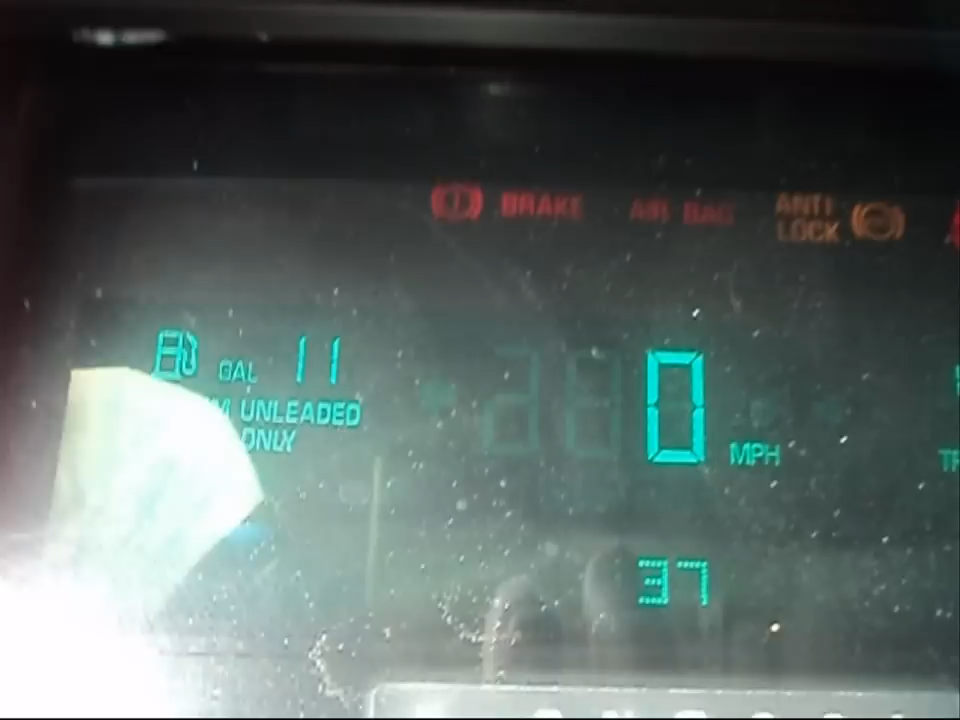 BRAKE AIR BAG ANTI LOCK
GAL 11
UNLEADED
ONLY
0 MPH
37